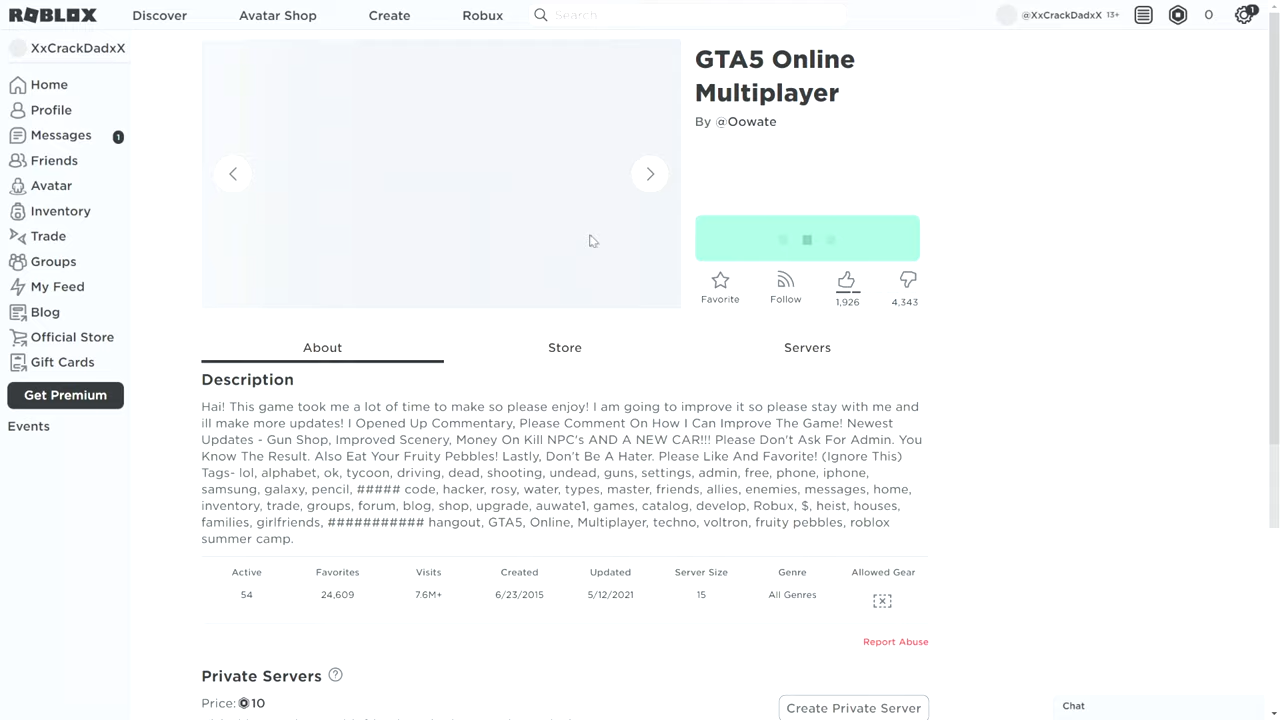 ROBLOX
Discover
Avatar Shop
Create
Robux
Search
@XxCrackDadxX 13+
0
1
XxCrackDadxX
Home
Profile
Messages 1
Friends
Avatar
Inventory
Trade
Groups
My Feed
Blog
Official Store
Gift Cards
Get Premium
Events
GTA5 Online
Multiplayer
By @Oowate
Favorite
Follow
1,926
4,343
About
Store
Servers
Description
Hai! This game took me a lot of time to make so please enjoy! I am going to improve it so please stay with me and
ill make more updates! I Opened Up Commentary, Please Comment On How I Can Improve The Game! Newest
Updates - Gun Shop, Improved Scenery, Money On Kill NPC's AND A NEW CAR!!! Please Don't Ask For Admin. You
Know The Result. Also Eat Your Fruity Pebbles! Lastly, Don't Be A Hater. Please Like And Favorite! (Ignore This)
Tags- lol, alphabet, ok, tycoon, driving, dead, shooting, undead, guns, settings, admin, free, phone, iphone,
samsung, galaxy, pencil, ##### code, hacker, rosy, water, types, master, friends, allies, enemies, messages, home,
inventory, trade, groups, forum, blog, shop, upgrade, auwate1, games, catalog, develop, Robux, $, heist, houses,
families, girlfriends, ########### hangout, GTA5, Online, Multiplayer, techno, voltron, fruity pebbles, roblox
summer camp.
Active Favorites Visits Created Updated Server Size Genre Allowed Gear
54 24,609 7.6M+ 6/23/2015 5/12/2021 15 All Genres
Report Abuse
Private Servers
Price: 10
Create Private Server
Chat